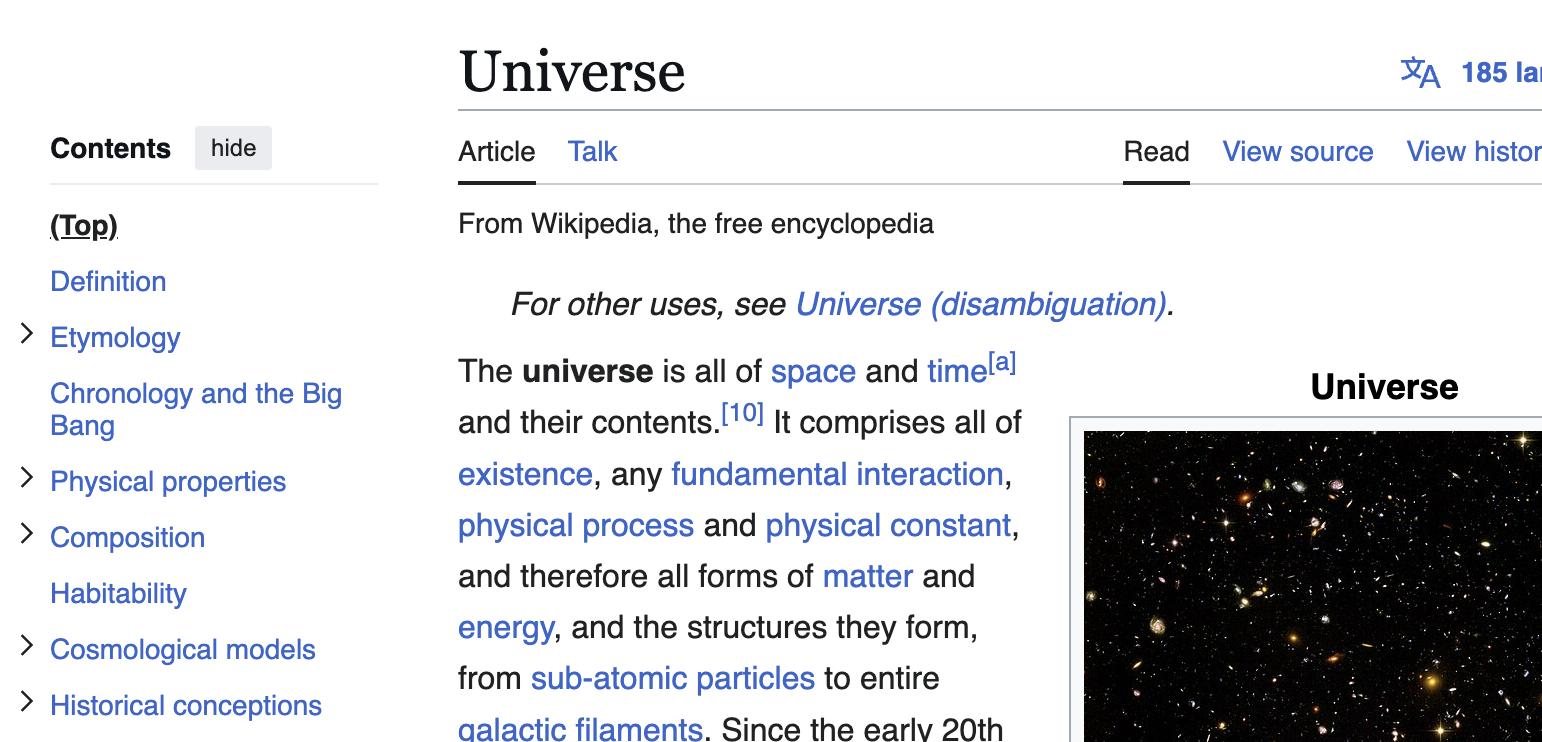 Universe
185 la
Contents hide
Article Talk Read View source View histor
(Top)
Definition
Etymology
Chronology and the Big
Bang
Physical properties
Composition
Habitability
Cosmological models
Historical conceptions
From Wikipedia, the free encyclopedia
For other uses, see Universe (disambiguation).
The universe is all of space and time[a]
and their contents.[10] It comprises all of
existence, any fundamental interaction,
physical process and physical constant,
and therefore all forms of matter and
energy, and the structures they form,
from sub-atomic particles to entire
galactic filaments. Since the early 20th
Universe